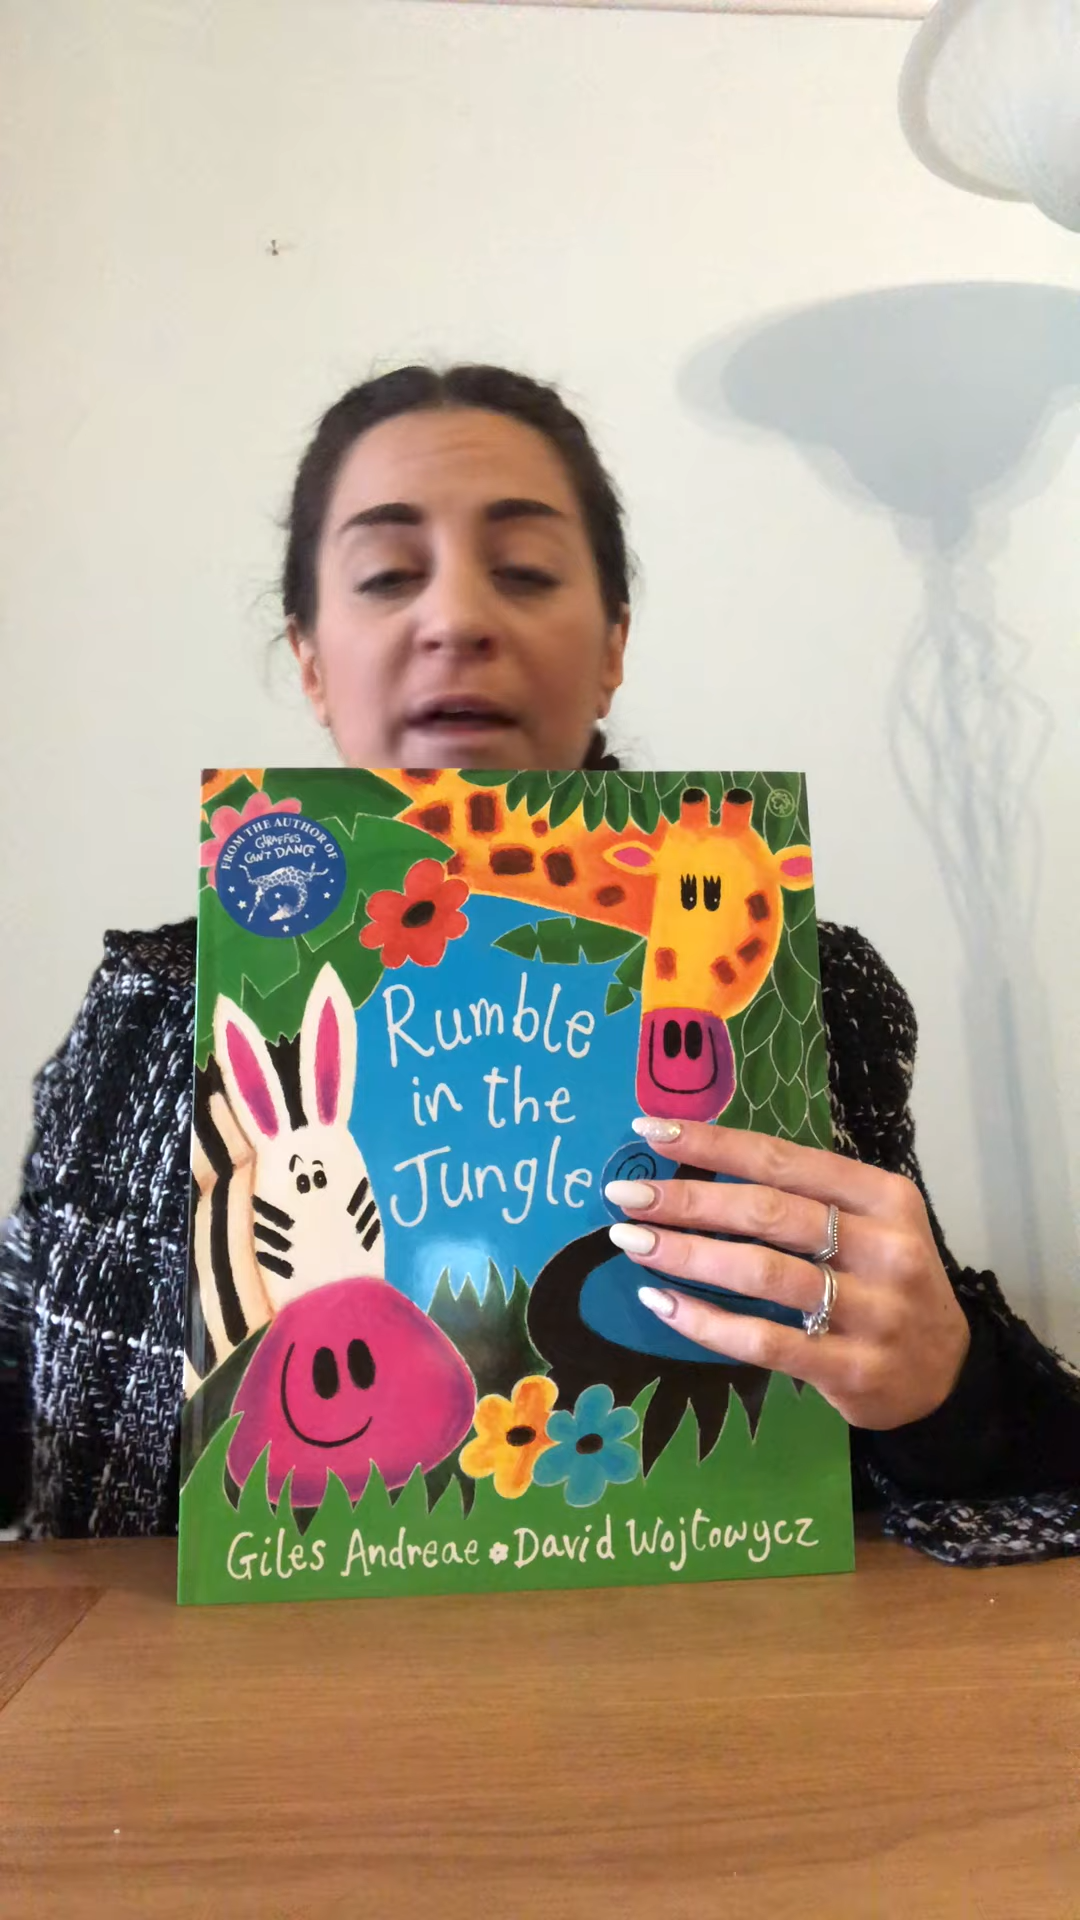 FROM THE AUTHOR OF
GIRAFFES
CAN'T DANCE
Rumble
in the
Jungle
Giles Andreae David Wojtowycz